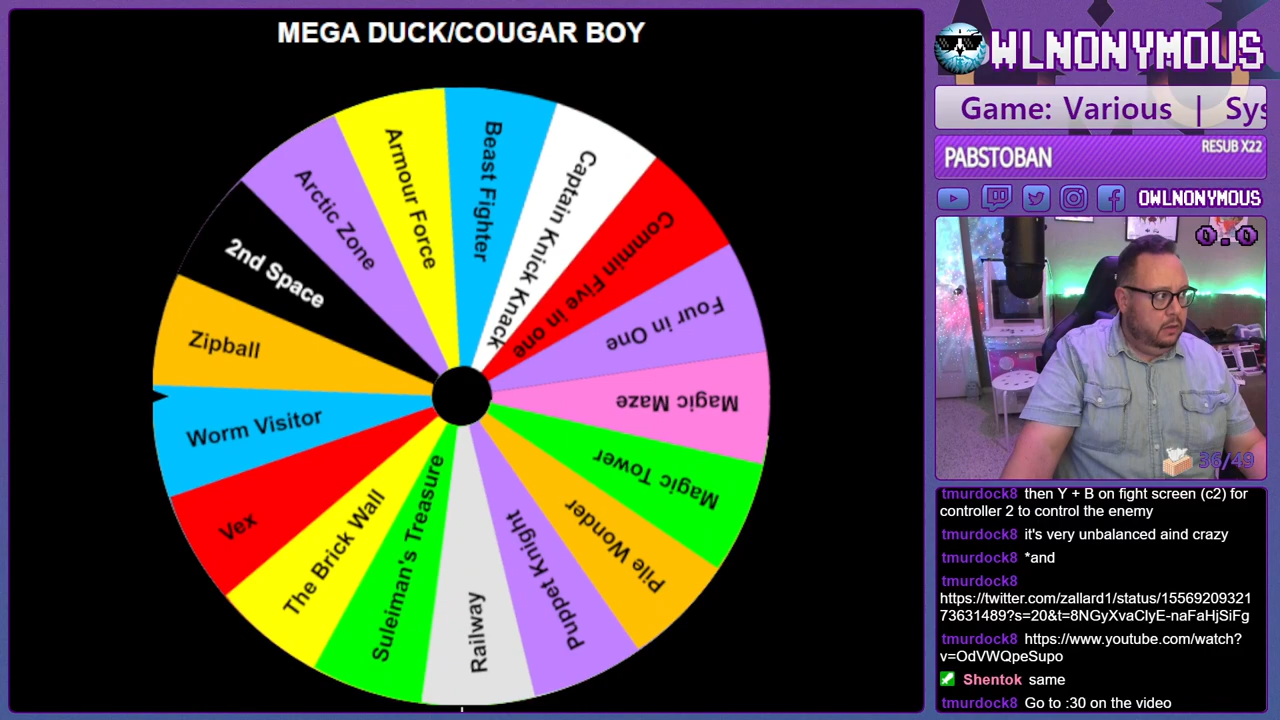 MEGA DUCK/COUGAR BOY
Beast Fighter
Captain Knick Knack
Commin Five in one
Four in One
Magic Maze
Magic Tower
Pile Wonder
Puppet Knight
Railway
Suleiman's Treasure
The Brick Wall
Vex
Worm Visitor
Zipball
2nd Space
Arctic Zone
Armour Force
WLNONYMOUS
Game: Various | Sys
PABSTOBAN RESUB X22
OWLNONYMOUS
0.0
36/49
tmurdock8 then Y + B on fight screen (c2) for
controller 2 to control the enemy
tmurdock8 it's very unbalanced aind crazy
tmurdock8 *and
tmurdock8
https://twitter.com/zallard1/status/15569209321
73631489?s=20&t=8NGyXvaClyE-naFaHjSiFg
tmurdock8 https://www.youtube.com/watch?
v=OdVWQpeSupo
Shentok same
tmurdock8 Go to :30 on the video